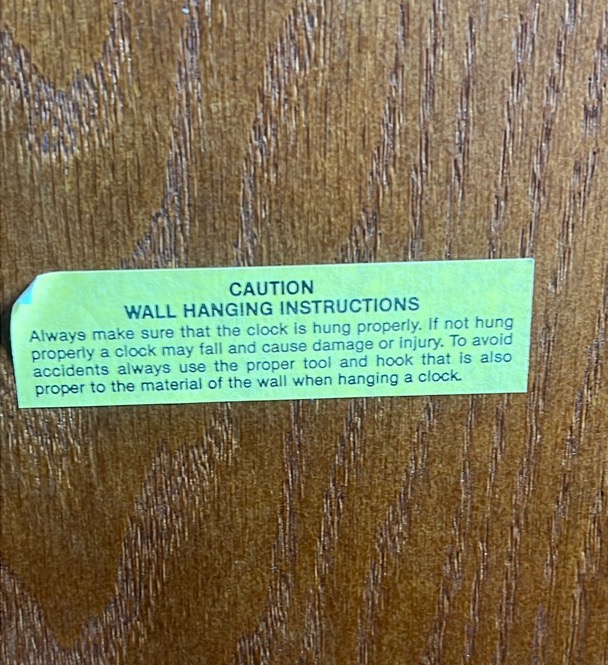 CAUTION
WALL HANGING INSTRUCTIONS
Always make sure that the clock is hung properly. If not hung
properly a clock may fall and cause damage or injury. To avoid
accidents always use the proper tool and hook that is also
proper to the material of the wall when hanging a clock.